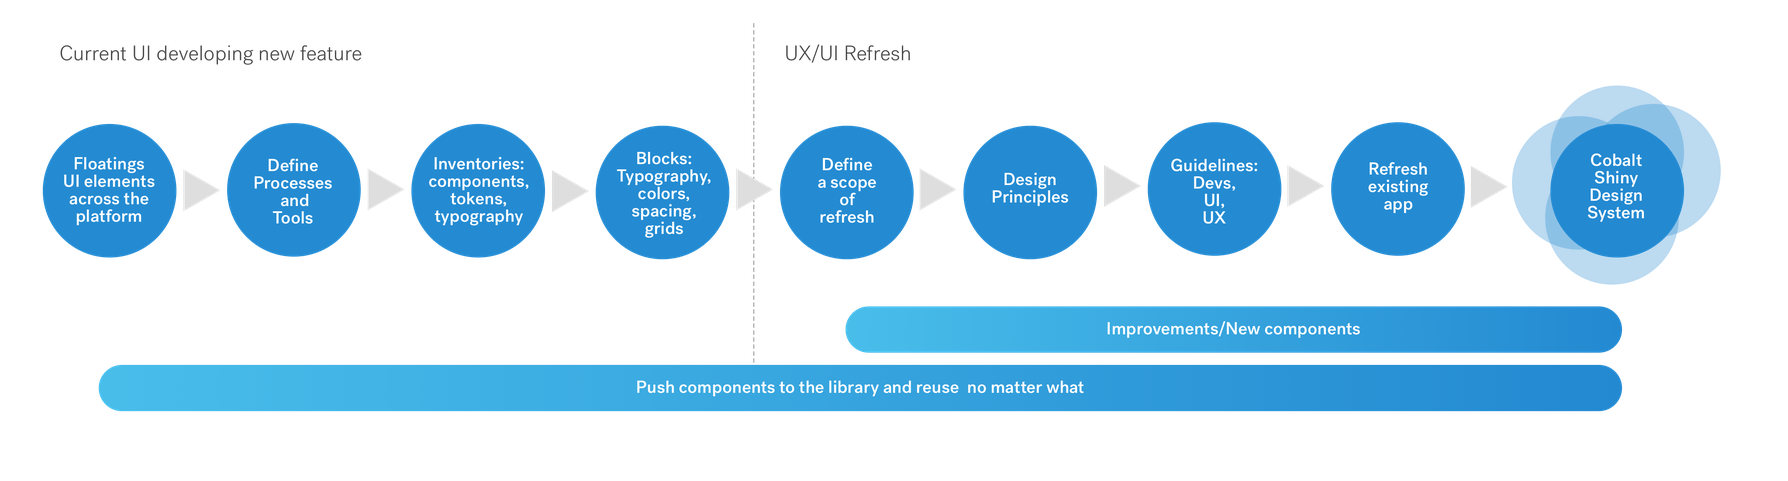 Current UI developing new feature
UX/UI Refresh
Floatings
UI elements
across the
platform
Define
Processes
and
Tools
Inventories:
components,
tokens,
typography
Blocks:
Typography,
colors,
spacing,
grids
Define
a scope
of
refresh
Design
Principles
Guidelines:
Devs,
UI,
UX
Refresh
existing
app
Cobalt
Shiny
Design
System
Improvements/New components
Push components to the library and reuse  no matter what